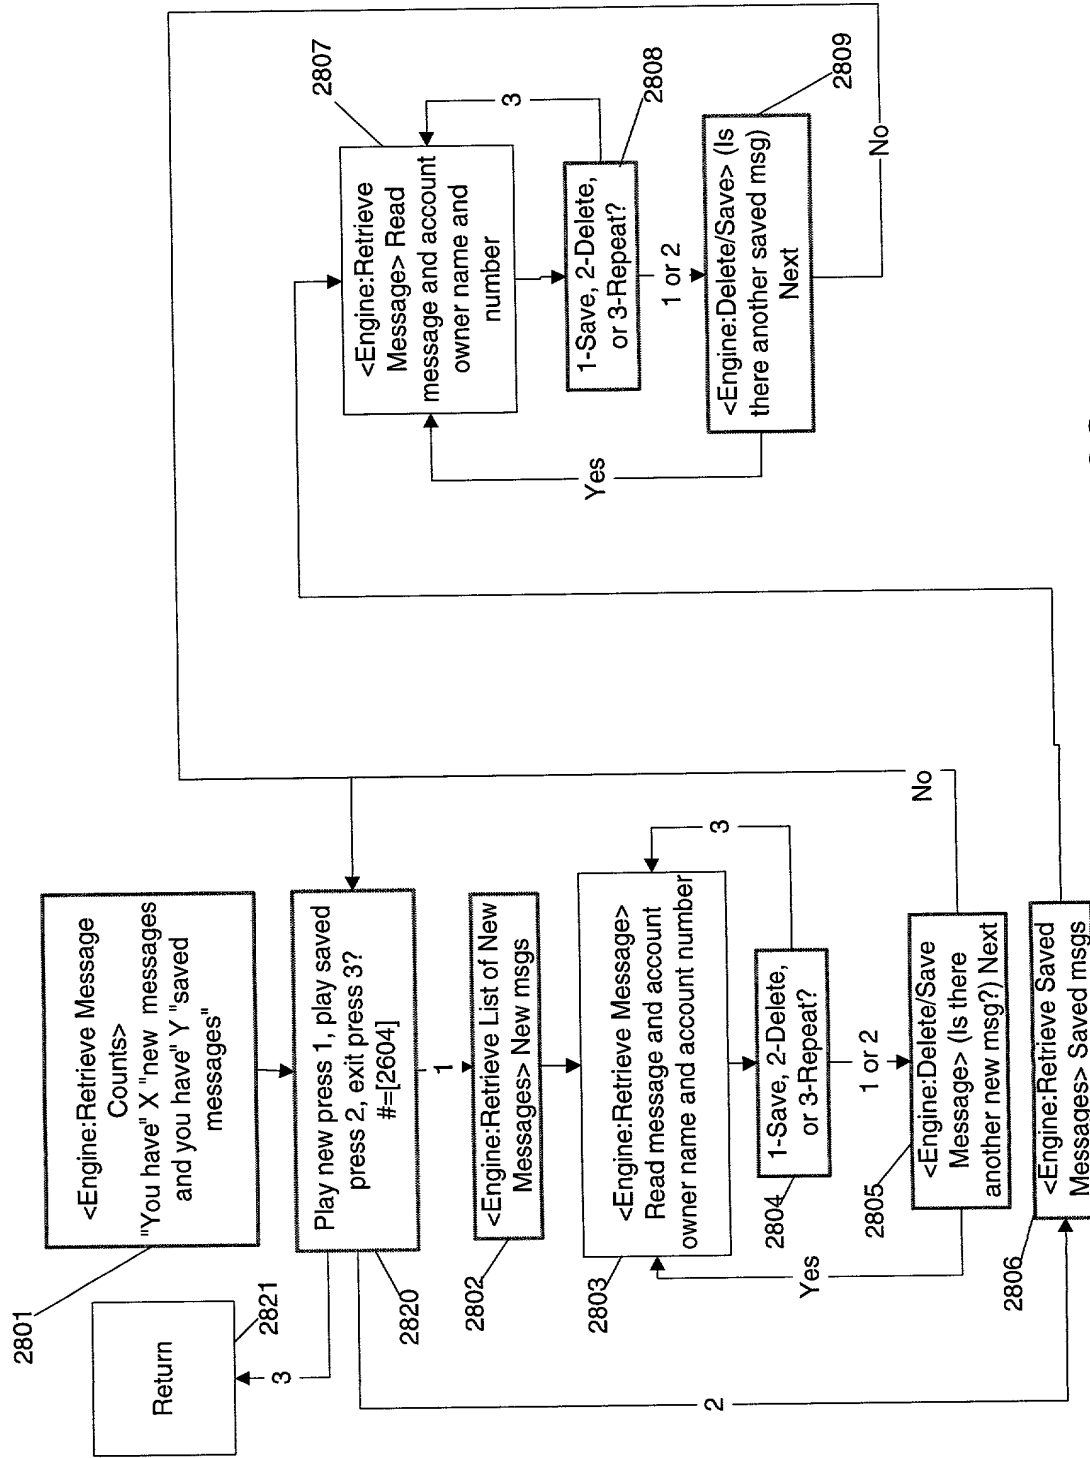 2801
<Engine:Retrieve Message
Counts>
"You have" X "new messages
and you have" Y "saved
messages"
Return
2821
3
Play new press 1, play saved
press 2, exit press 3?
#=[2604]
2820
1
2802
<Engine:Retrieve List of New
Messages> New msgs
2803
<Engine:Retrieve Message>
Read message and account
owner name and account number
3
2804
1-Save, 2-Delete,
or 3-Repeat?
1 or 2
Yes
2805
<Engine:Delete/Save
Message> (Is there
another new msg?) Next
No
2
2806
<Engine:Retrieve Saved
Messages> Saved msgs
2807
<Engine:Retrieve
Message> Read
message and account
owner name and
number
3
2808
1-Save, 2-Delete,
or 3-Repeat?
1 or 2
Yes
2809
<Engine:Delete/Save> (Is
there another saved msg)
Next
No